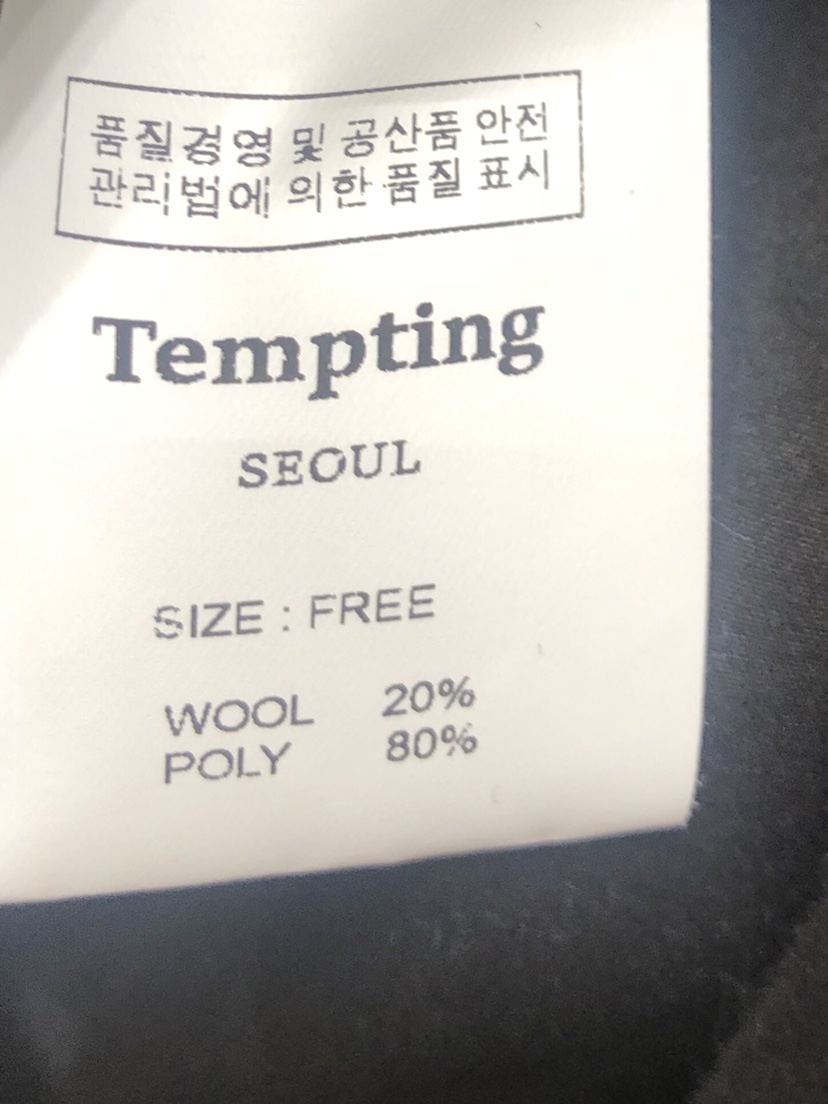 품질경영 및 공산품 안전
관리법에 의한 품질 표시
Tempting
SEOUL
SIZE : FREE
WOOL 20%
POLY 80%